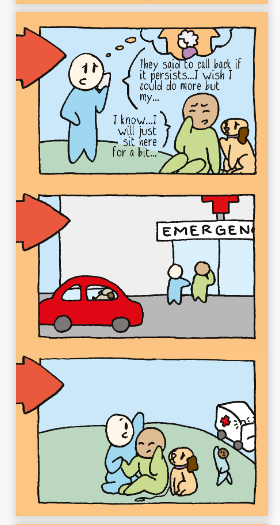 They said to call back if
it persists...I wish I
could do more but
my...
I know...I
will just
sit here
for a bit...
EMERGEN